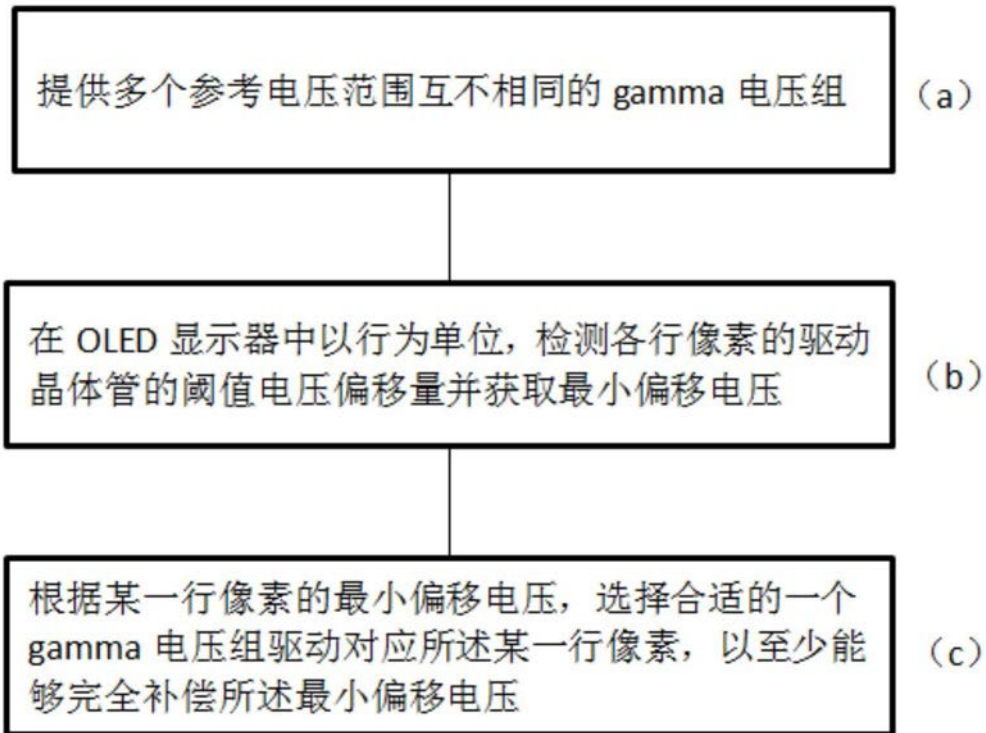 提供多个参考电压范围互不相同的 gamma 电压组
（a）
在 OLED 显示器中以行为单位，检测各行像素的驱动
晶体管的阈值电压偏移量并获取最小偏移电压
（b）
根据某一行像素的最小偏移电压，选择合适的一个
gamma 电压组驱动对应所述某一行像素，以至少能
够完全补偿所述最小偏移电压
（c）